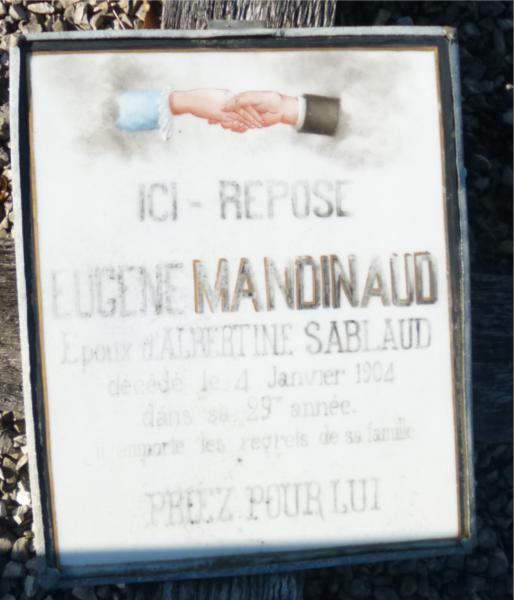 ICI - REPOSE
EUGENE MANDINAUD
Epoux d'ALBERTINE SABLAUD
décédé le 4 Janvier 1904
dans sa 29me année.
il emporte les regrets de sa famille
PRIEZ POUR LUI